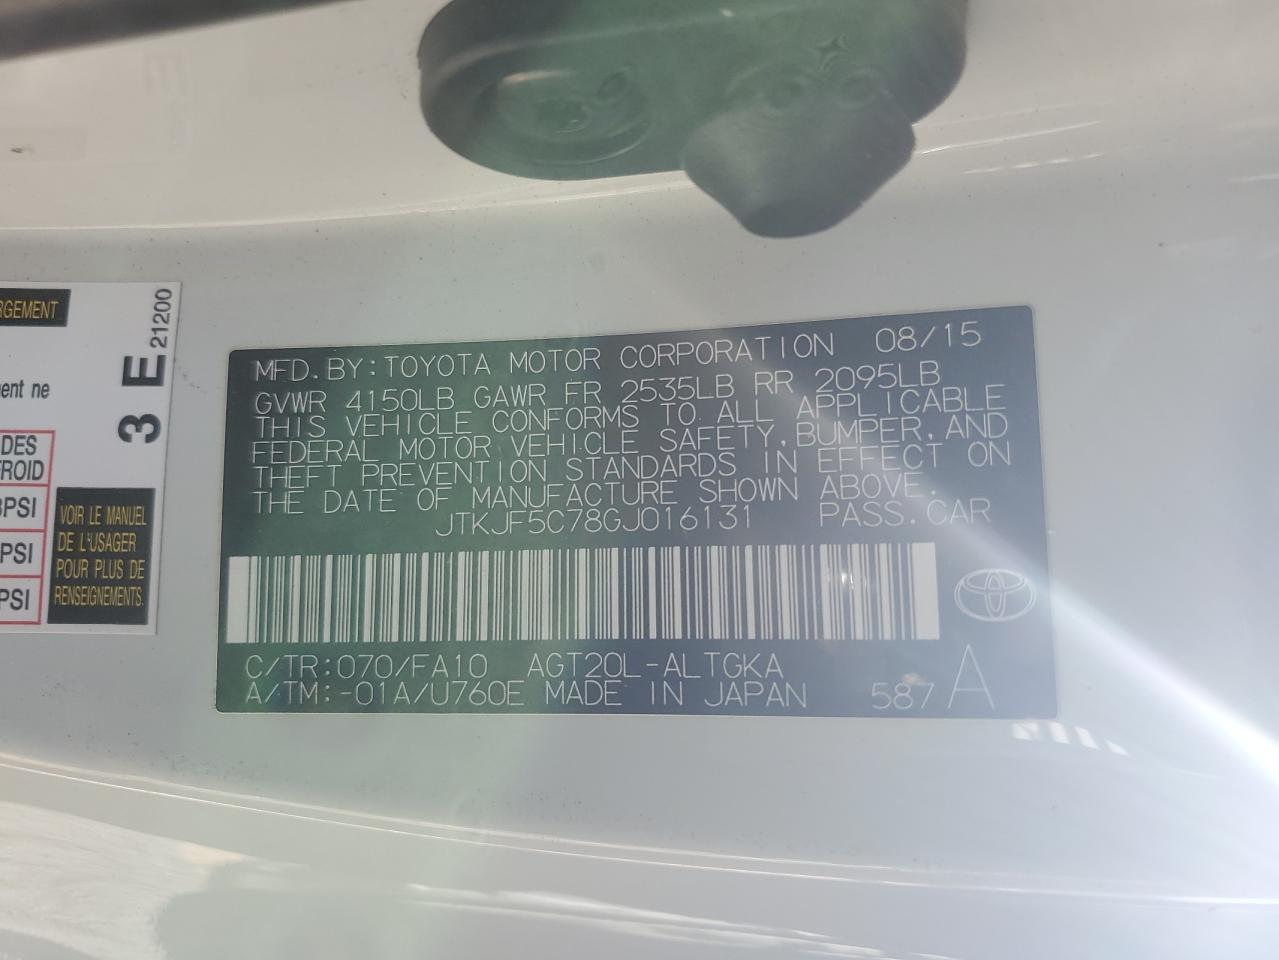 MFD.BY:TOYOTA MOTOR CORPORATION 08/15
GVWR 4150LB GAWR FR 2535LB RR 2095LB
THIS VEHICLE CONFORMS TO ALL APPLICABLE
FEDERAL MOTOR VEHICLE SAFETY,BUMPER,AND
THEFT PREVENTION STANDARDS IN EFFECT ON
THE DATE OF MANUFACTURE SHOWN ABOVE.
JTKJF5C78GJ016131 PASS.CAR
C/TR:070/FA10 AGT20L-ALTGKA
A/TM:-01A/U760E MADE IN JAPAN 587 A
3 E 21200
ne
DES
PSI
PSI
PSI
VOIR LE MANUEL
DE L'USAGER
POUR PLUS DE
RENSEIGNEMENTS.